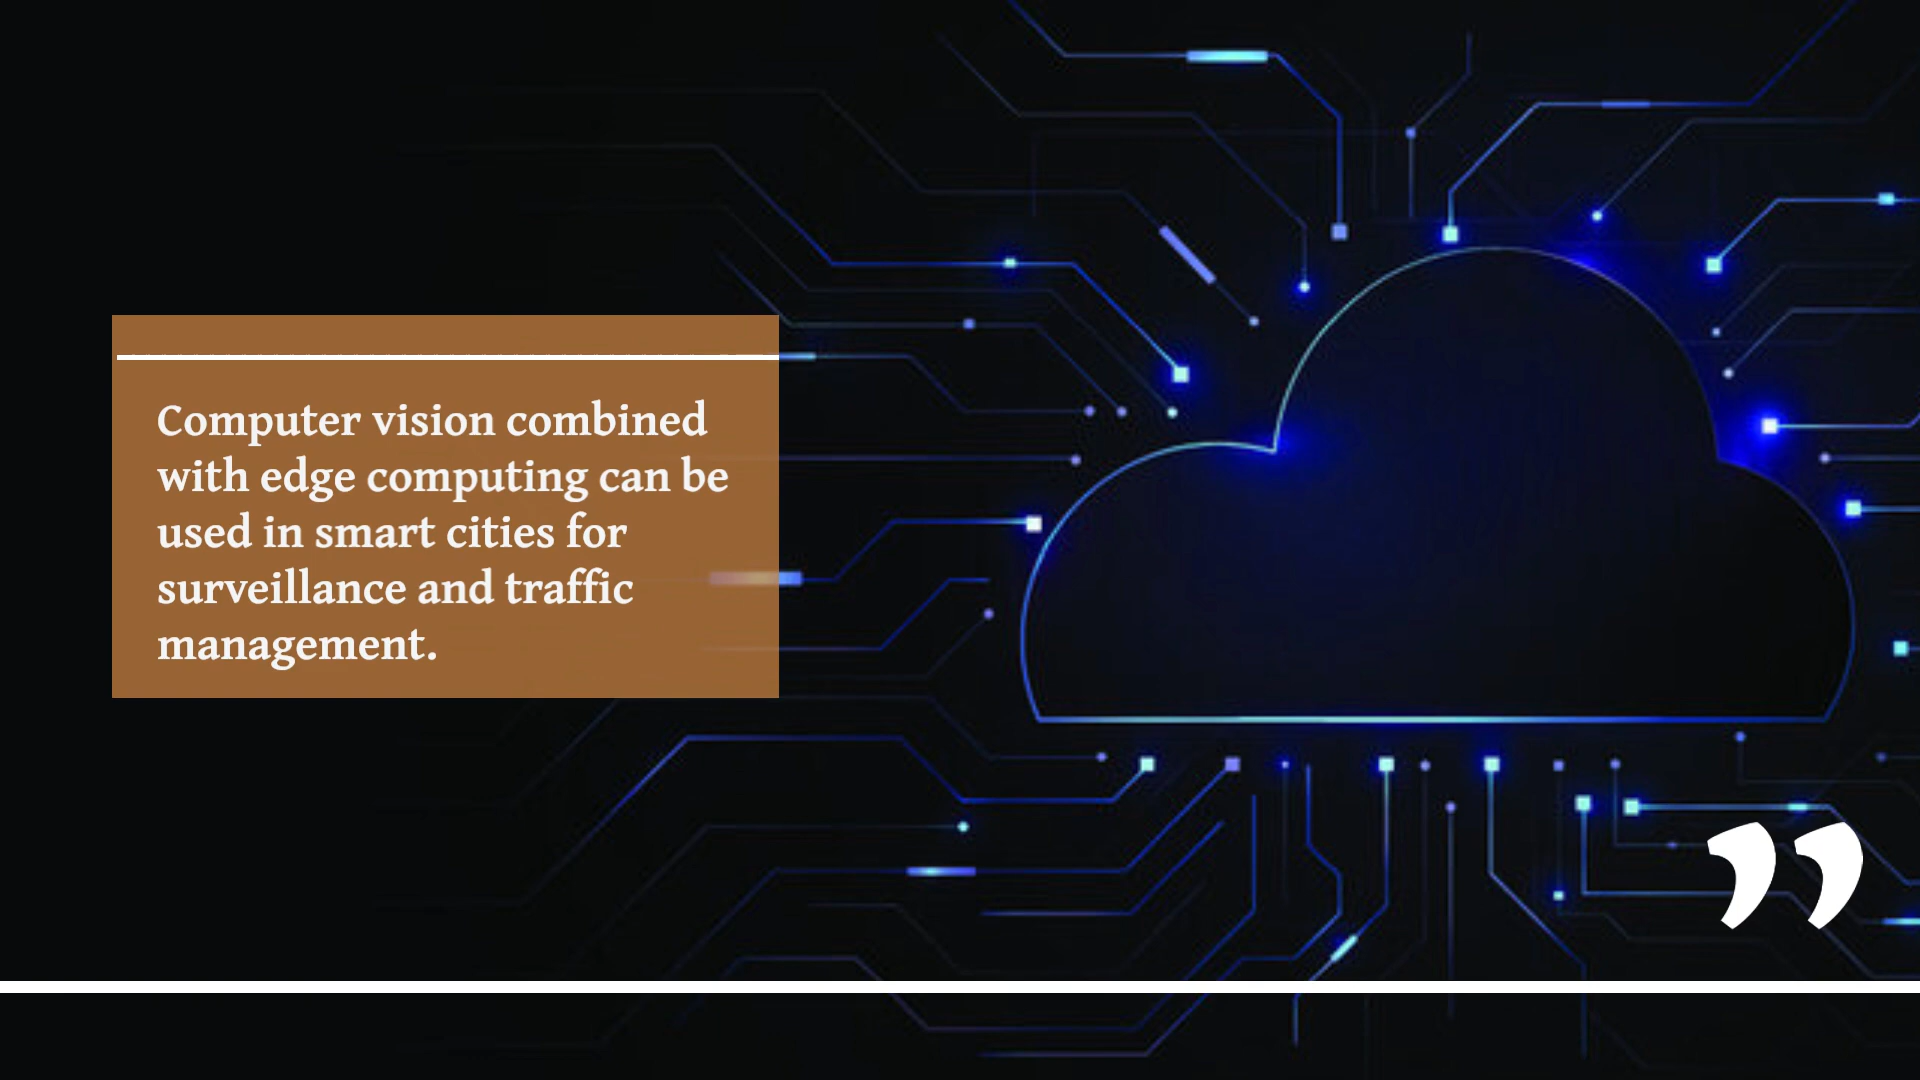 Computer vision combined
with edge computing can be
used in smart cities for
surveillance and traffic
management.
”